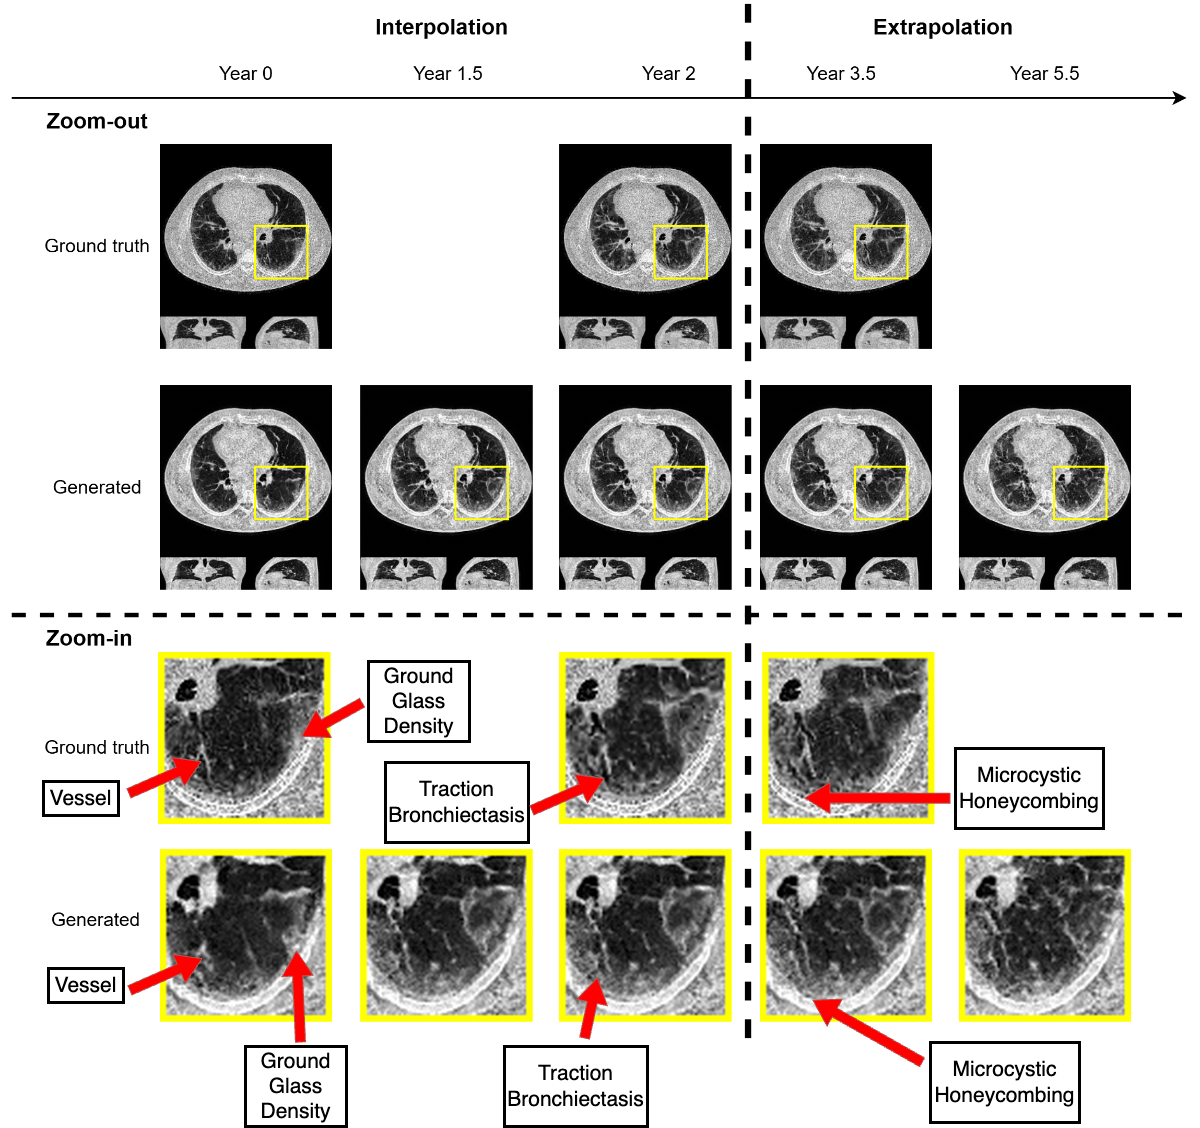 Interpolation
Extrapolation
Year 0
Year 1.5
Year 2
Year 3.5
Year 5.5
Zoom-out
Ground truth
Generated
Zoom-in
Ground truth
Ground
Glass
Density
Vessel
Traction
Bronchiectasis
Microcystic
Honeycombing
Generated
Vessel
Ground
Glass
Density
Traction
Bronchiectasis
Microcystic
Honeycombing